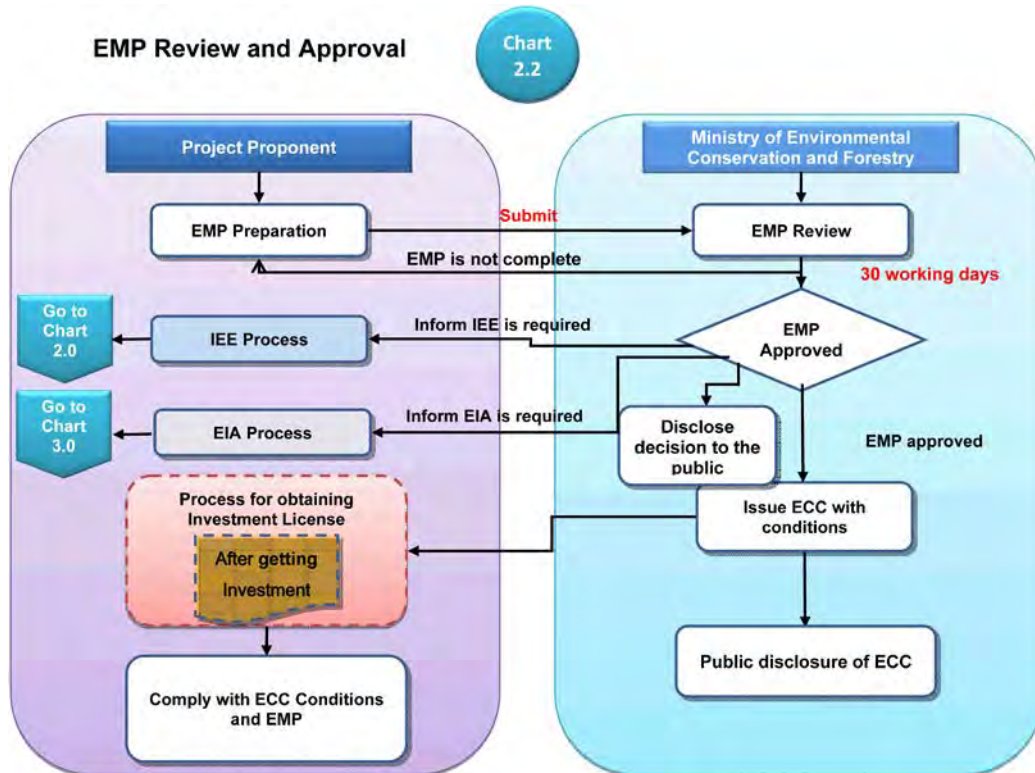 EMP Review and Approval
Chart
2.2
Project Proponent
Ministry of Environmental
Conservation and Forestry
EMP Preparation
Submit
EMP Review
EMP is not complete
30 working days
Go to
Chart
2.0
IEE Process
Inform IEE is required
EMP
Approved
Go to
Chart
3.0
EIA Process
Inform EIA is required
Disclose
decision to the
public
EMP approved
Process for obtaining
Investment License
After getting
Investment
Issue ECC with
conditions
Comply with ECC Conditions
and EMP
Public disclosure of ECC